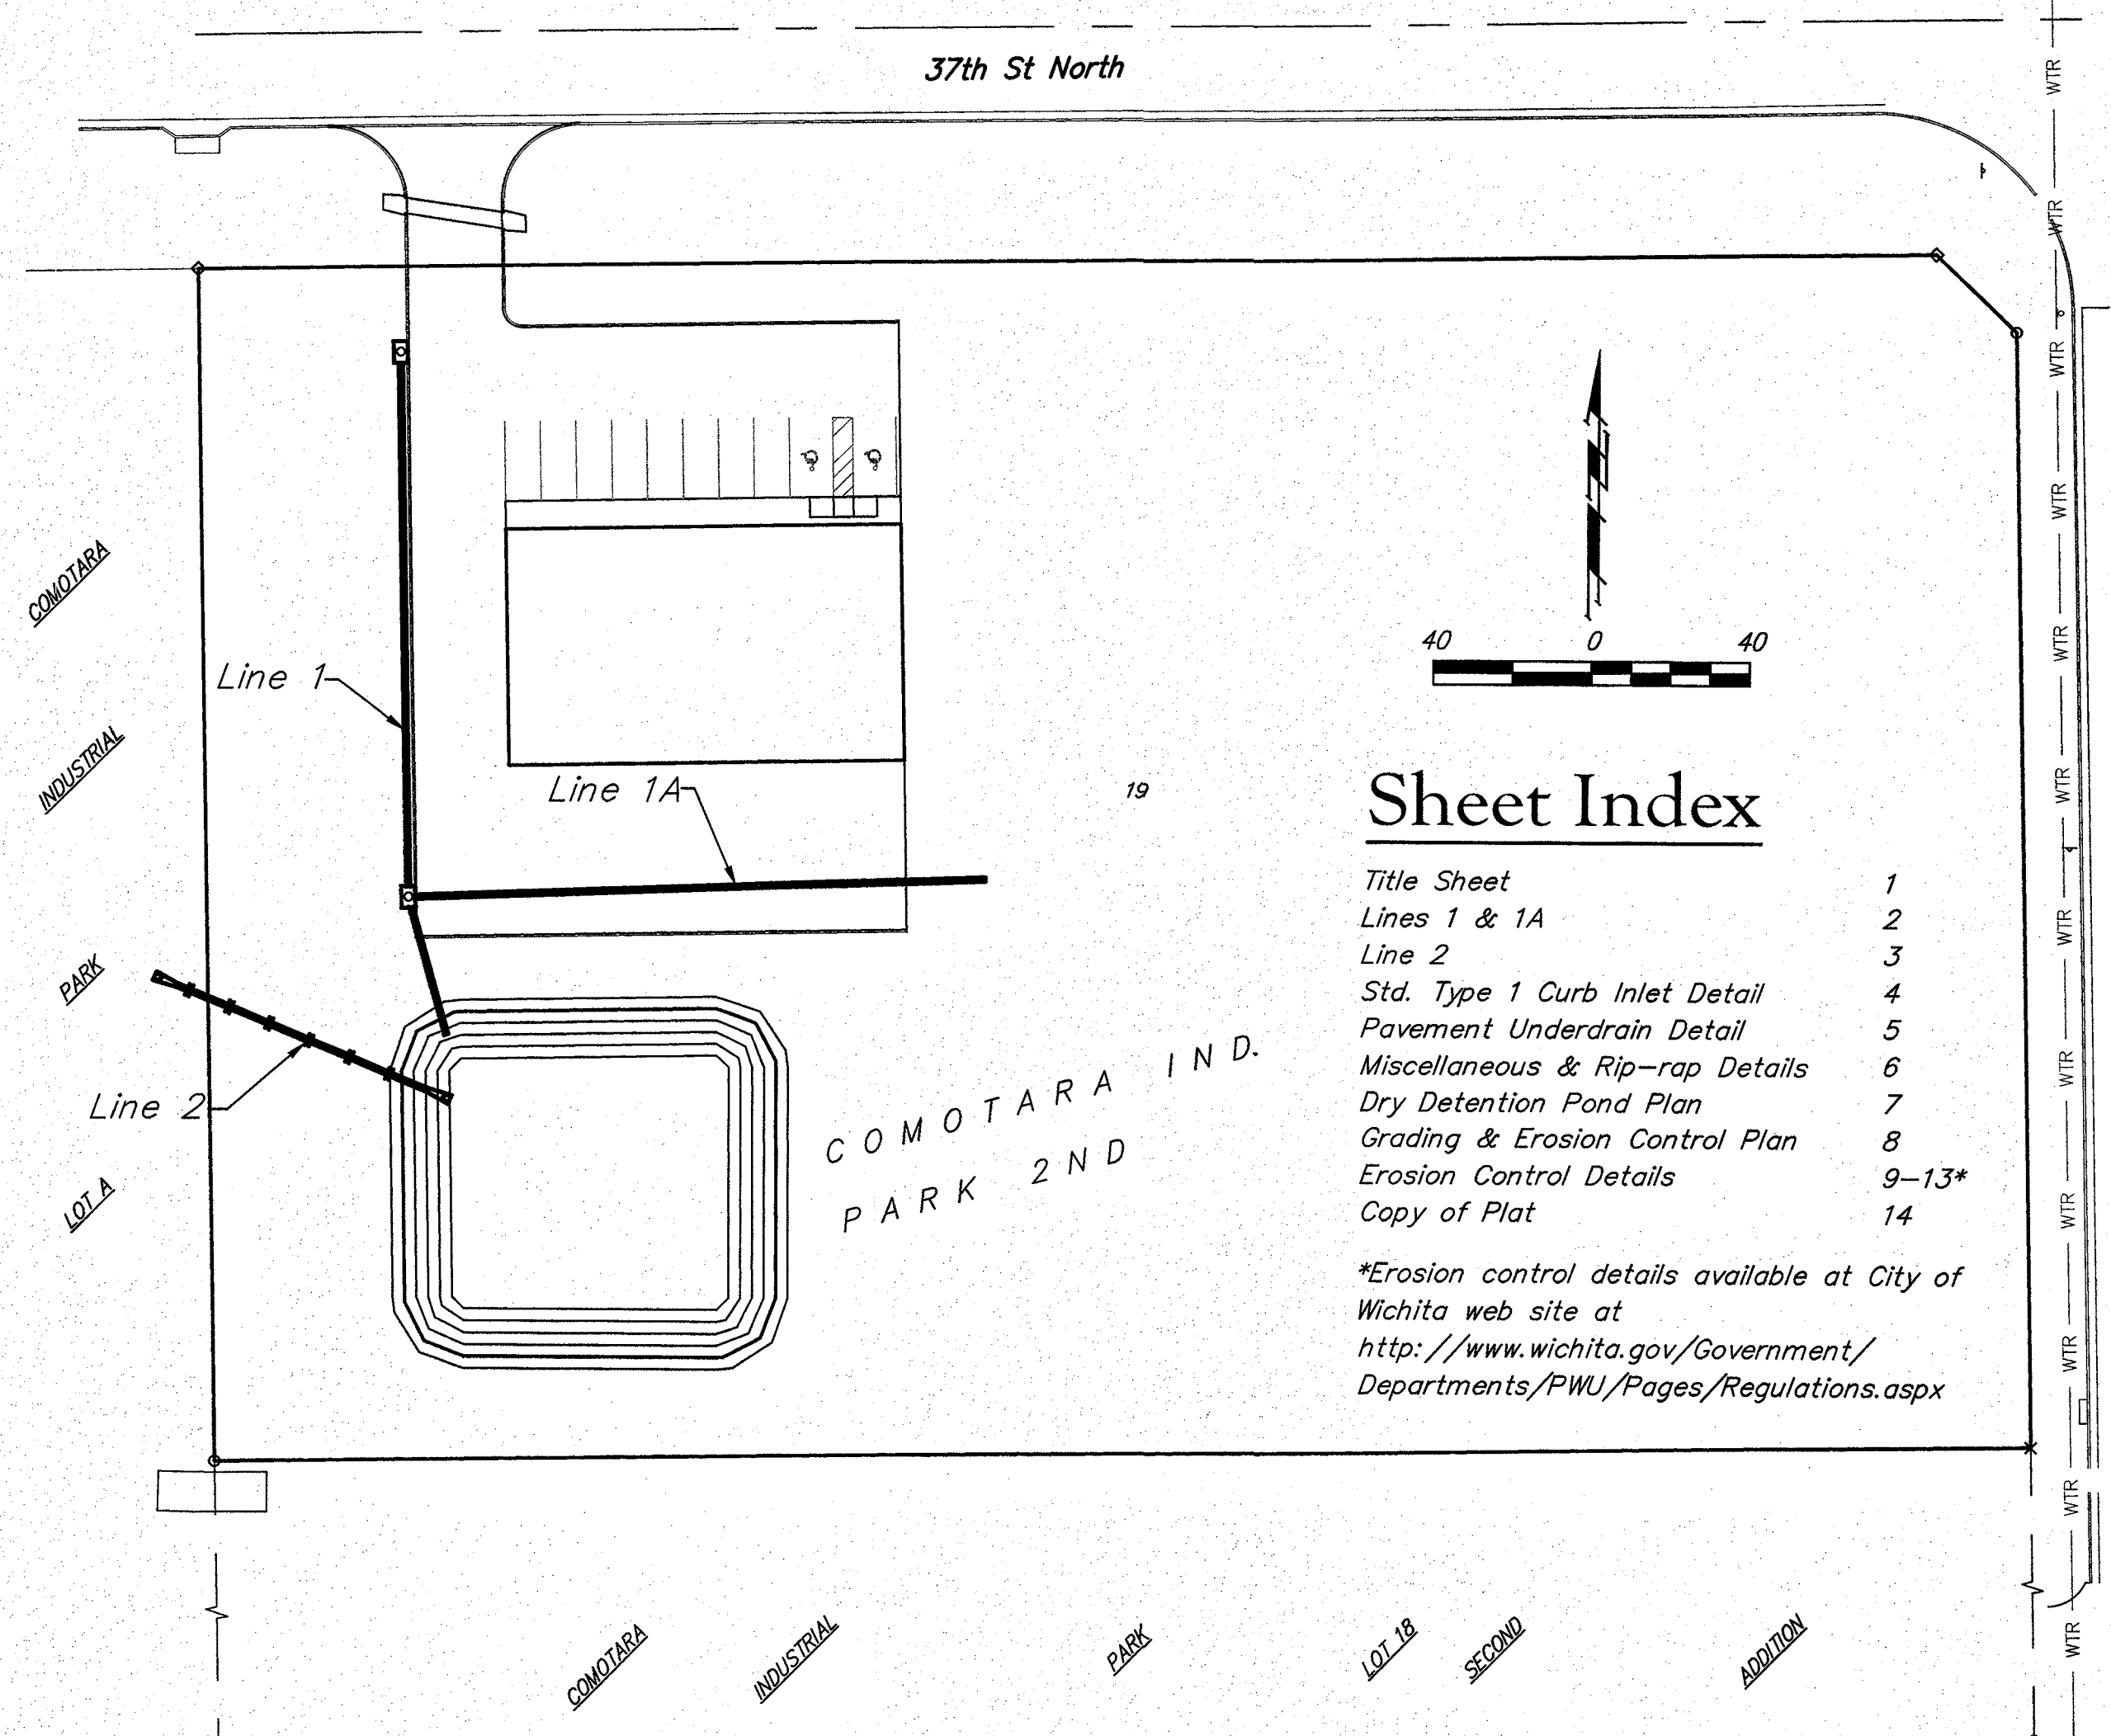 37th St North
WTR
WTR
WTR
WTR
WTR
WTR
WTR
WTR
WTR
WTR
WTR
WTR
40 0 40
COMOTARA
INDUSTRIAL
PARK
LOT A
Line 1
Line 1A
Line 2
19
COMOTARA IND.
PARK 2ND
Sheet Index
Title Sheet 1
Lines 1 & 1A 2
Line 2 3
Std. Type 1 Curb Inlet Detail 4
Pavement Underdrain Detail 5
Miscellaneous & Rip-rap Details 6
Dry Detention Pond Plan 7
Grading & Erosion Control Plan 8
Erosion Control Details 9-13*
Copy of Plat 14
*Erosion control details available at City of
Wichita web site at
http://www.wichita.gov/Government/
Departments/PWU/Pages/Regulations.aspx
COMOTARA INDUSTRIAL PARK LOT 18 SECOND ADDITION